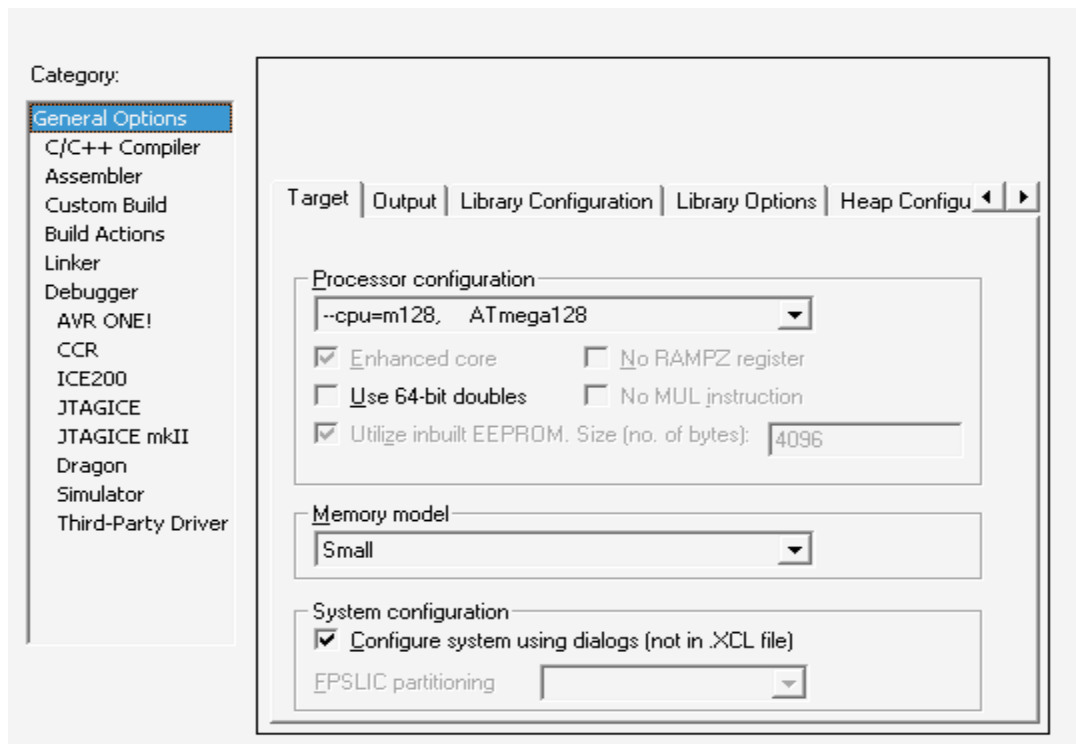 Category:
General Options
C/C++ Compiler
Assembler
Custom Build
Build Actions
Linker
Debugger
AVR ONE!
CCR
ICE200
JTAGICE
JTAGICE mkII
Dragon
Simulator
Third-Party Driver
Target Output Library Configuration Library Options Heap Configu
Processor configuration
--cpu=m128, ATmega128
Enhanced core No RAMPZ register
Use 64-bit doubles No MUL instruction
Utilize inbuilt EEPROM. Size (no. of bytes): 4096
Memory model
Small
System configuration
Configure system using dialogs (not in .XCL file)
FPSLIC partitioning